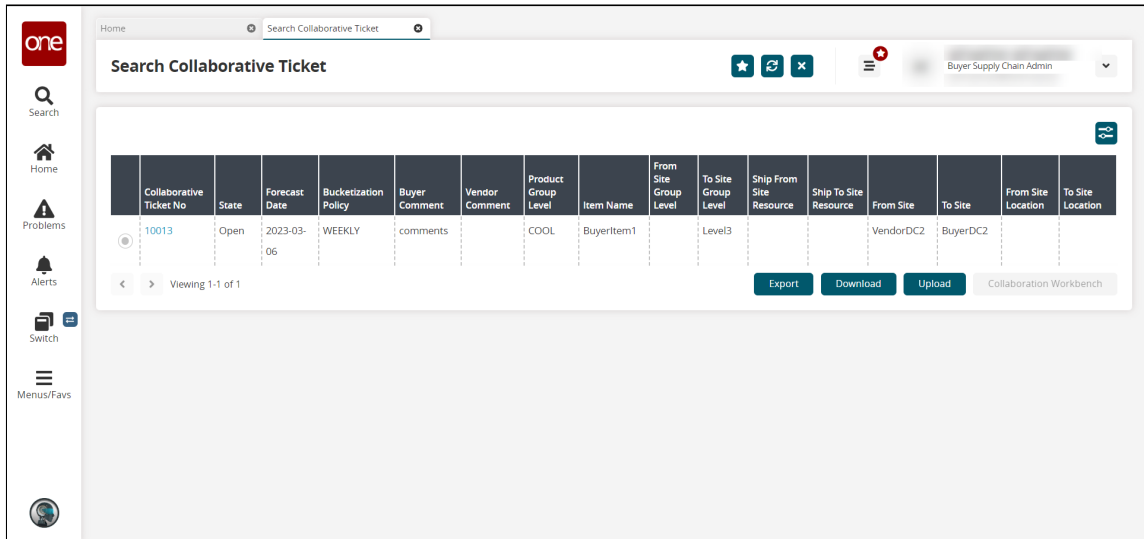 one
Home
Search Collaborative Ticket
Search Collaborative Ticket
Buyer Supply Chain Admin
Search
Home
Problems
Alerts
Switch
Menus/Favs
Collaborative Ticket No
State
Forecast Date
Bucketization Policy
Buyer Comment
Vendor Comment
Product Group Level
Item Name
From Site Group Level
To Site Group Level
Ship From Site Resource
Ship To Site Resource
From Site
To Site
From Site Location
To Site Location
10013
Open
2023-03-06
WEEKLY
comments
COOL
BuyerItem1
Level3
VendorDC2
BuyerDC2
Viewing 1-1 of 1
Export
Download
Upload
Collaboration Workbench